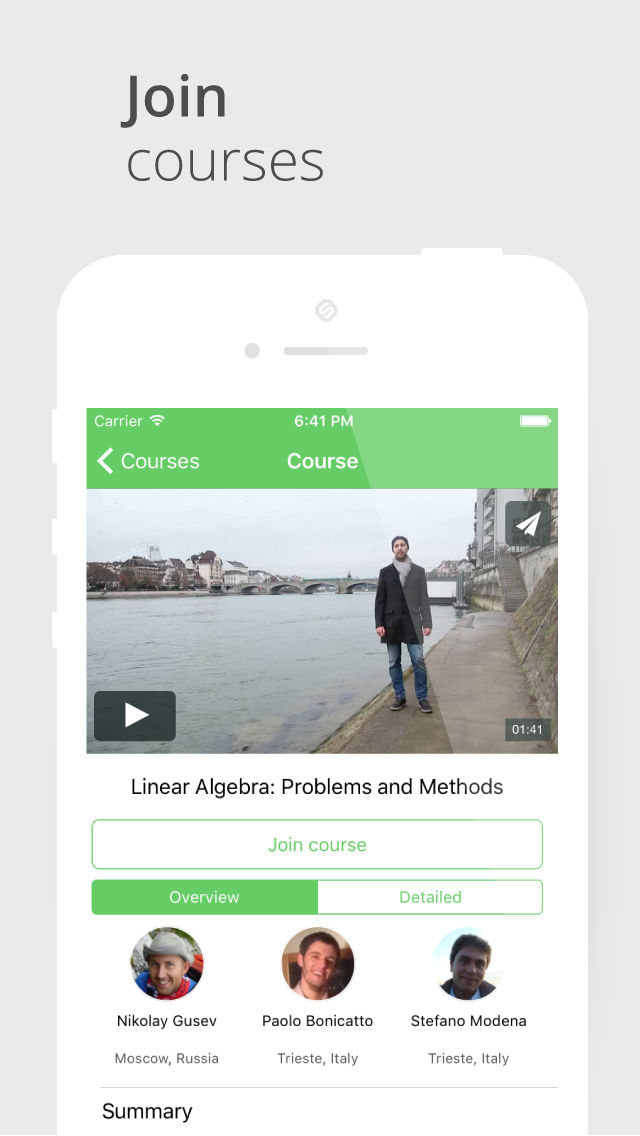 Join
courses
Carrier 6:41 PM
Courses Course
01:41
Linear Algebra: Problems and Methods
Join course
Overview Detailed
Nikolay Gusev Paolo Bonicatto Stefano Modena
Moscow, Russia Trieste, Italy Trieste, Italy
Summary